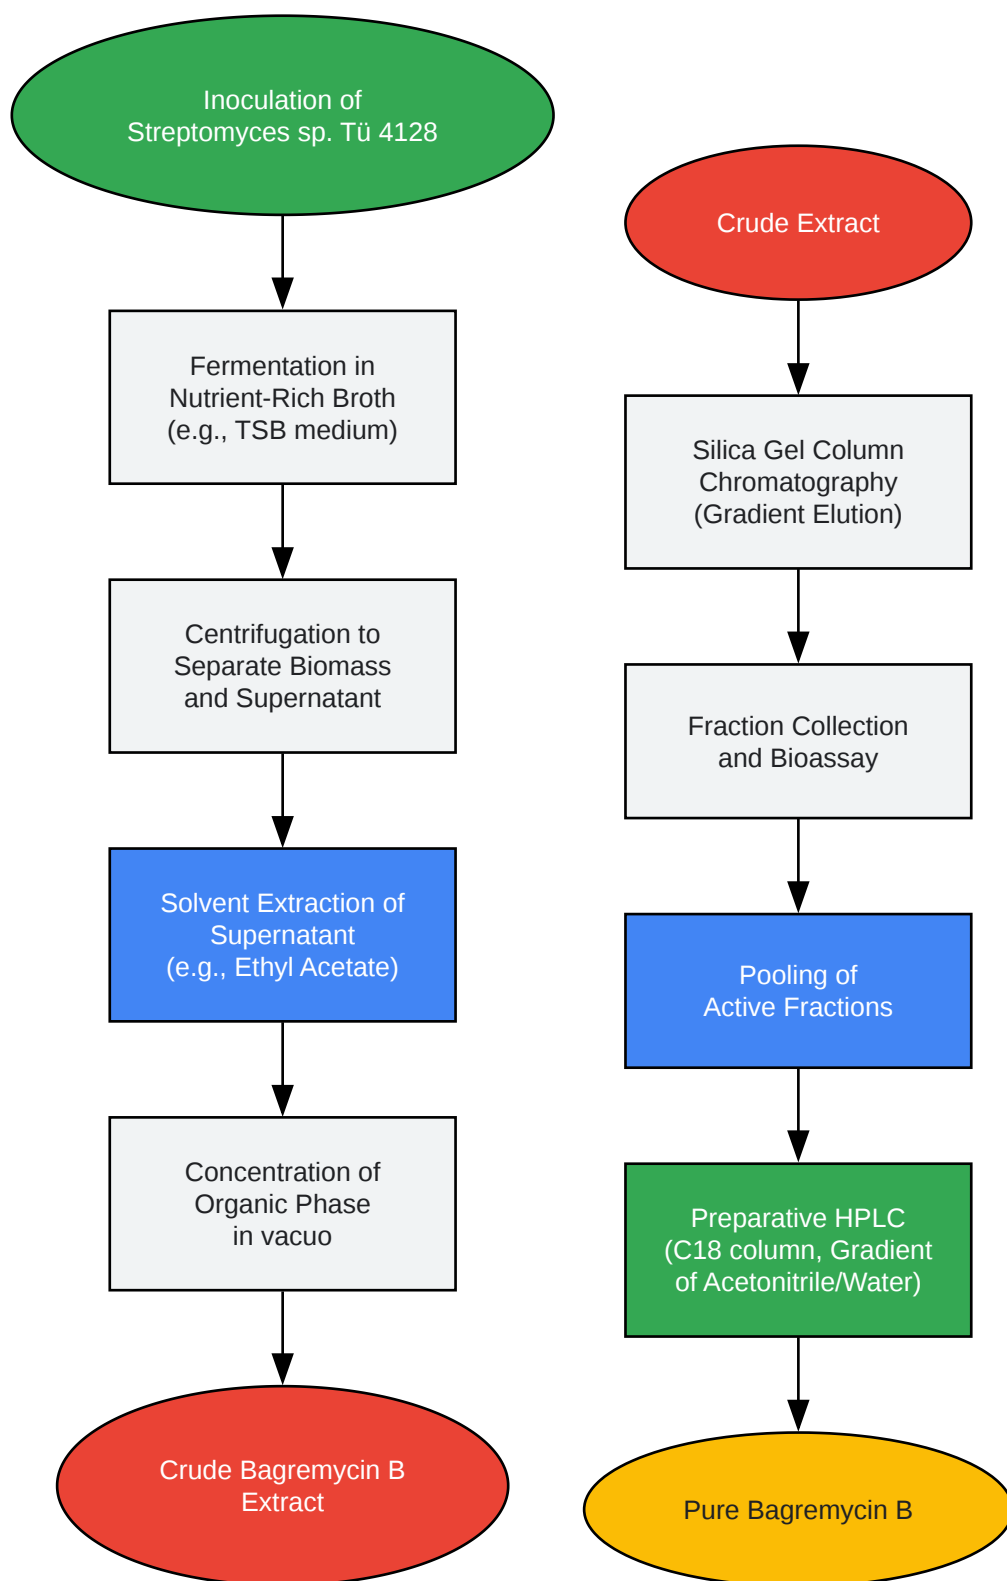 Inoculation of
Streptomyces sp. Tü 4128
Fermentation in
Nutrient-Rich Broth
(e.g., TSB medium)
Centrifugation to
Separate Biomass
and Supernatant
Solvent Extraction of
Supernatant
(e.g., Ethyl Acetate)
Concentration of
Organic Phase
in vacuo
Crude Bagremycin B
Extract
Crude Extract
Silica Gel Column
Chromatography
(Gradient Elution)
Fraction Collection
and Bioassay
Pooling of
Active Fractions
Preparative HPLC
(C18 column, Gradient
of Acetonitrile/Water)
Pure Bagremycin B